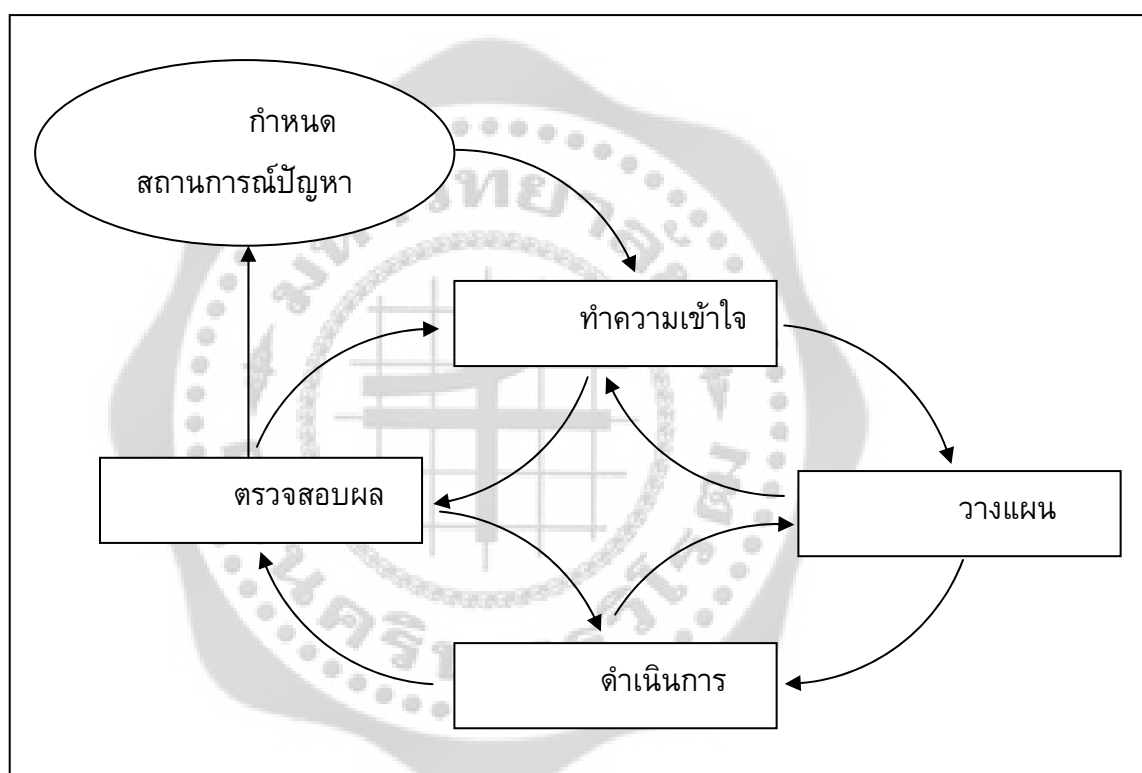 กำหนด
สถานการณ์ปัญหา
ทำความเข้าใจ
ตรวจสอบผล
วางแผน
ดำเนินการ